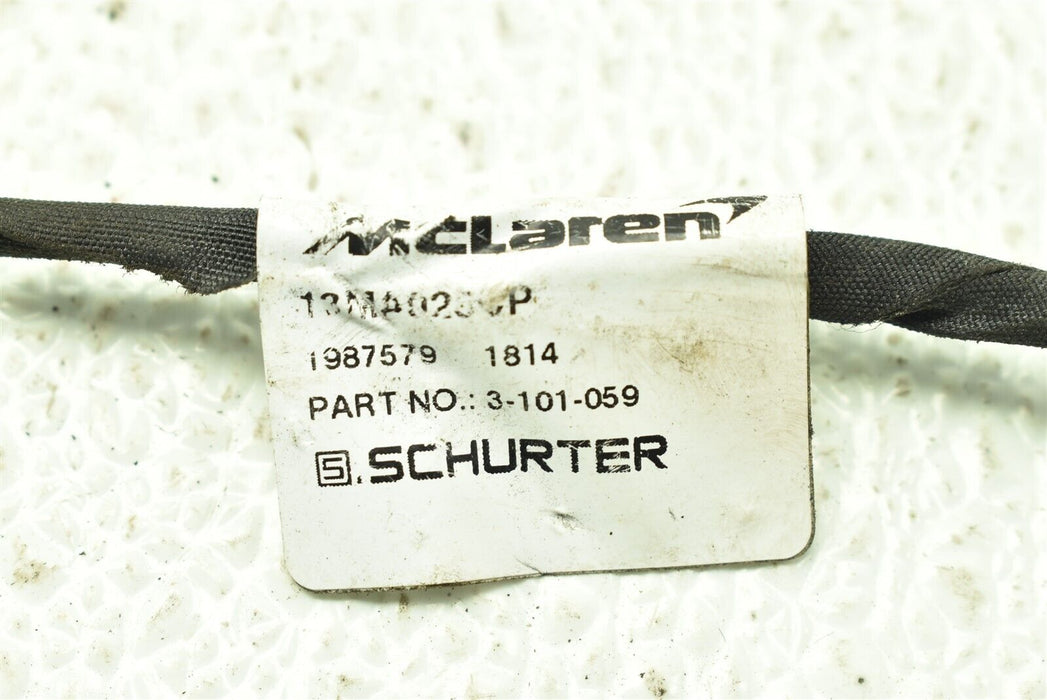 McLaren
1987579 1814
PART NO.: 3-101-059
S.SCHURTER